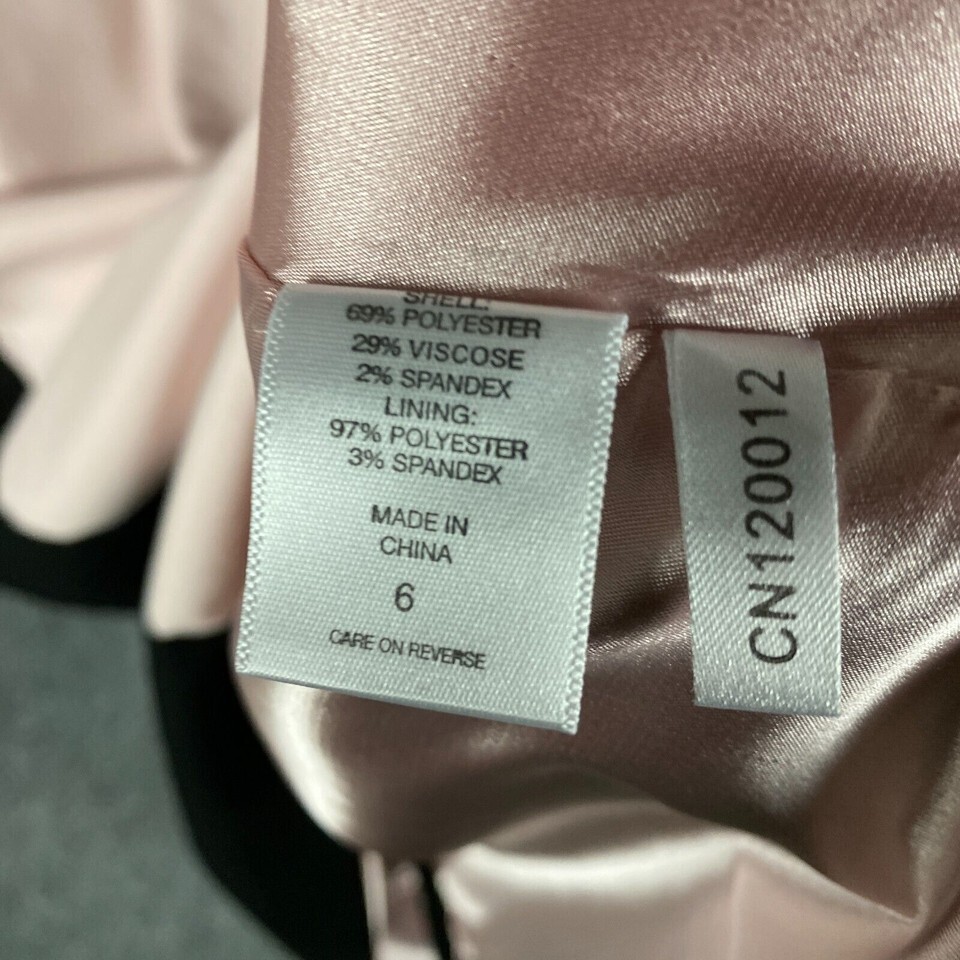 SHELL:
69% POLYESTER
29% VISCOSE
2% SPANDEX
LINING:
97% POLYESTER
3% SPANDEX
MADE IN
CHINA
6
CARE ON REVERSE
CN120012